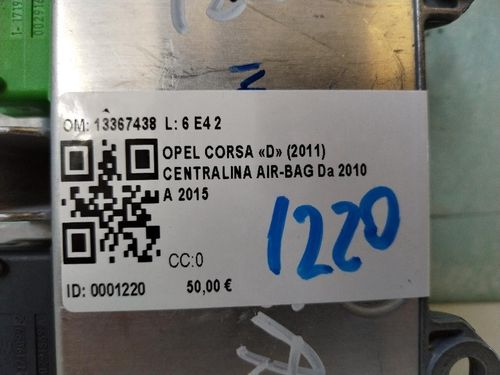 OM: 13367438 L: 6 E4 2
OPEL CORSA «D» (2011)
CENTRALINA AIR-BAG Da 2010
A 2015
CC:0
1220
ID: 0001220 50,00 €